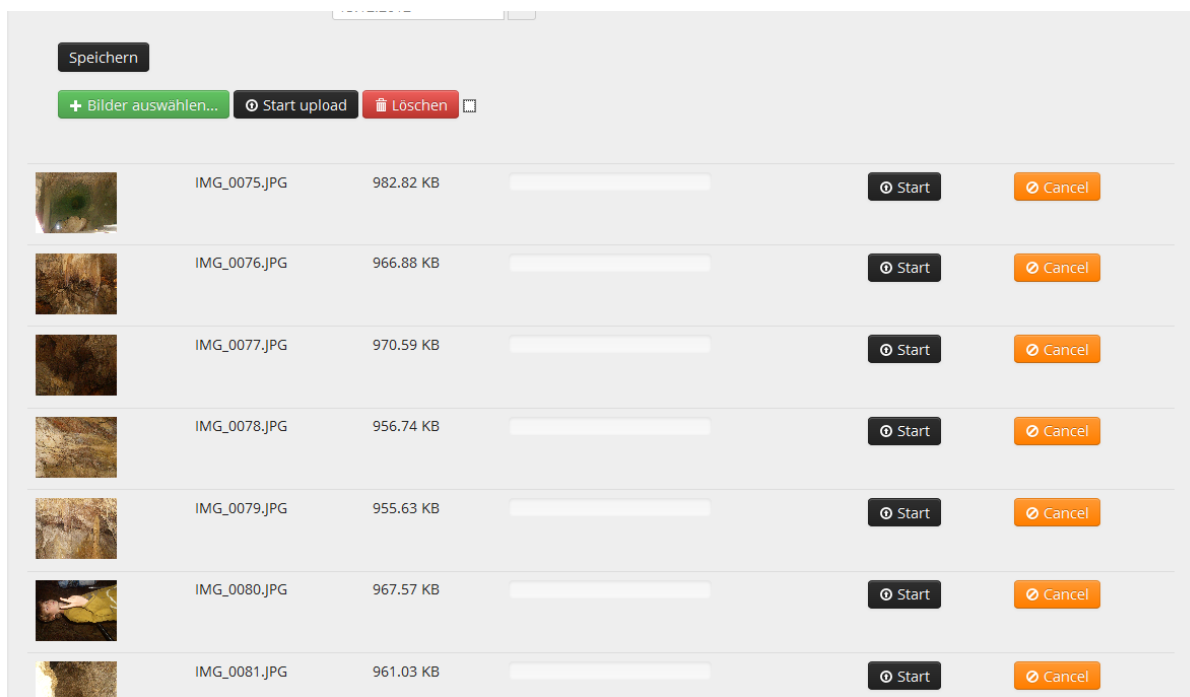 Speichern
Bilder auswählen... Start upload Löschen
IMG_0075.JPG 982.82 KB Start Cancel
IMG_0076.JPG 966.88 KB Start Cancel
IMG_0077.JPG 970.59 KB Start Cancel
IMG_0078.JPG 956.74 KB Start Cancel
IMG_0079.JPG 955.63 KB Start Cancel
IMG_0080.JPG 967.57 KB Start Cancel
IMG_0081.JPG 961.03 KB Start Cancel